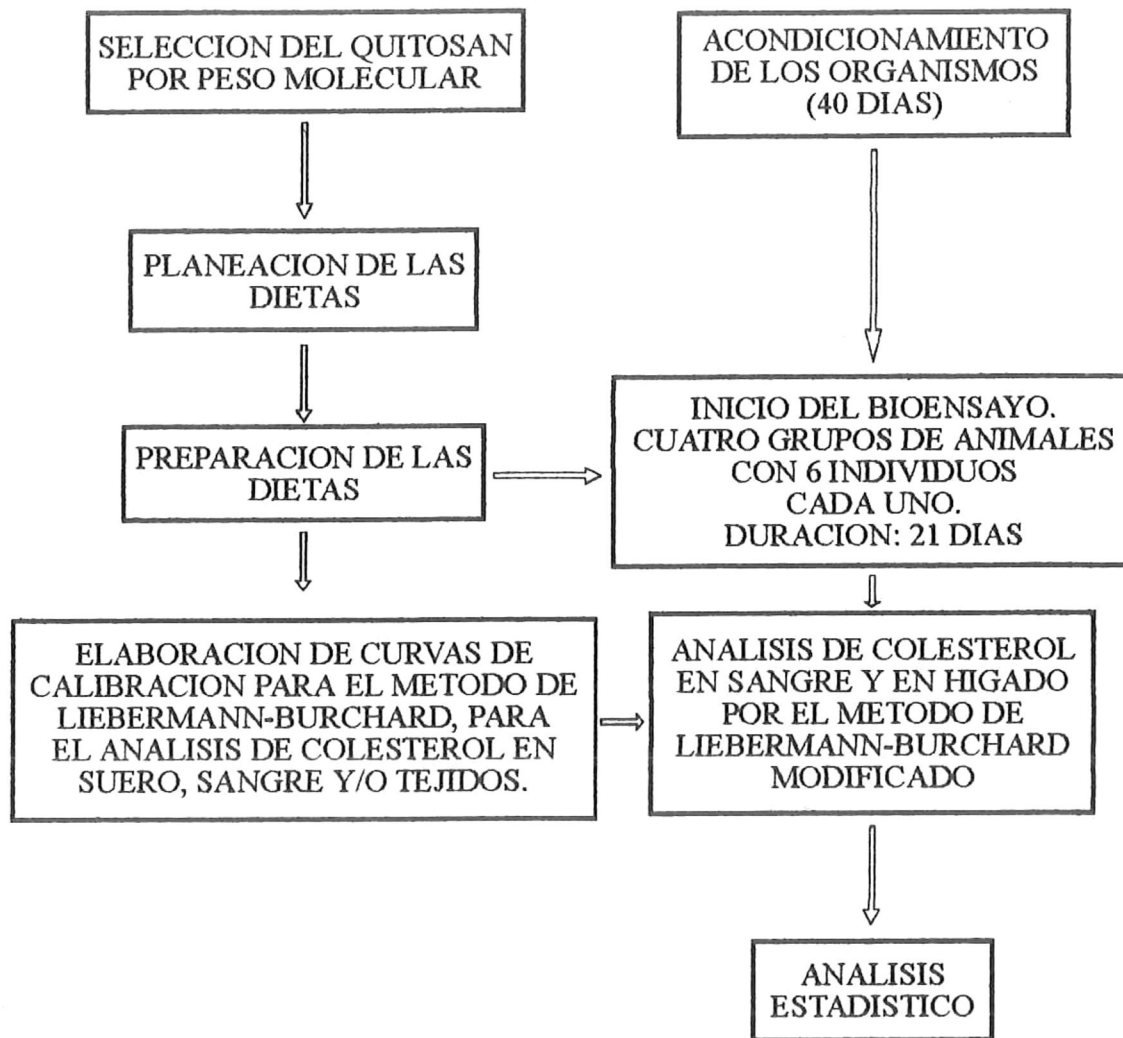 SELECCION DEL QUITOSAN
POR PESO MOLECULAR
ACONDICIONAMIENTO
DE LOS ORGANISMOS
(40 DIAS)
PLANEACION DE LAS
DIETAS
PREPARACION DE LAS
DIETAS
INICIO DEL BIOENSAYO.
CUATRO GRUPOS DE ANIMALES
CON 6 INDIVIDUOS
CADA UNO.
DURACION: 21 DIAS
ELABORACION DE CURVAS DE
CALIBRACION PARA EL METODO DE
LIEBERMANN-BURCHARD, PARA
EL ANALISIS DE COLESTEROL EN
SUERO, SANGRE Y/O TEJIDOS.
ANALISIS DE COLESTEROL
EN SANGRE Y EN HIGADO
POR EL METODO DE
LIEBERMANN-BURCHARD
MODIFICADO
ANALISIS
ESTADISTICO